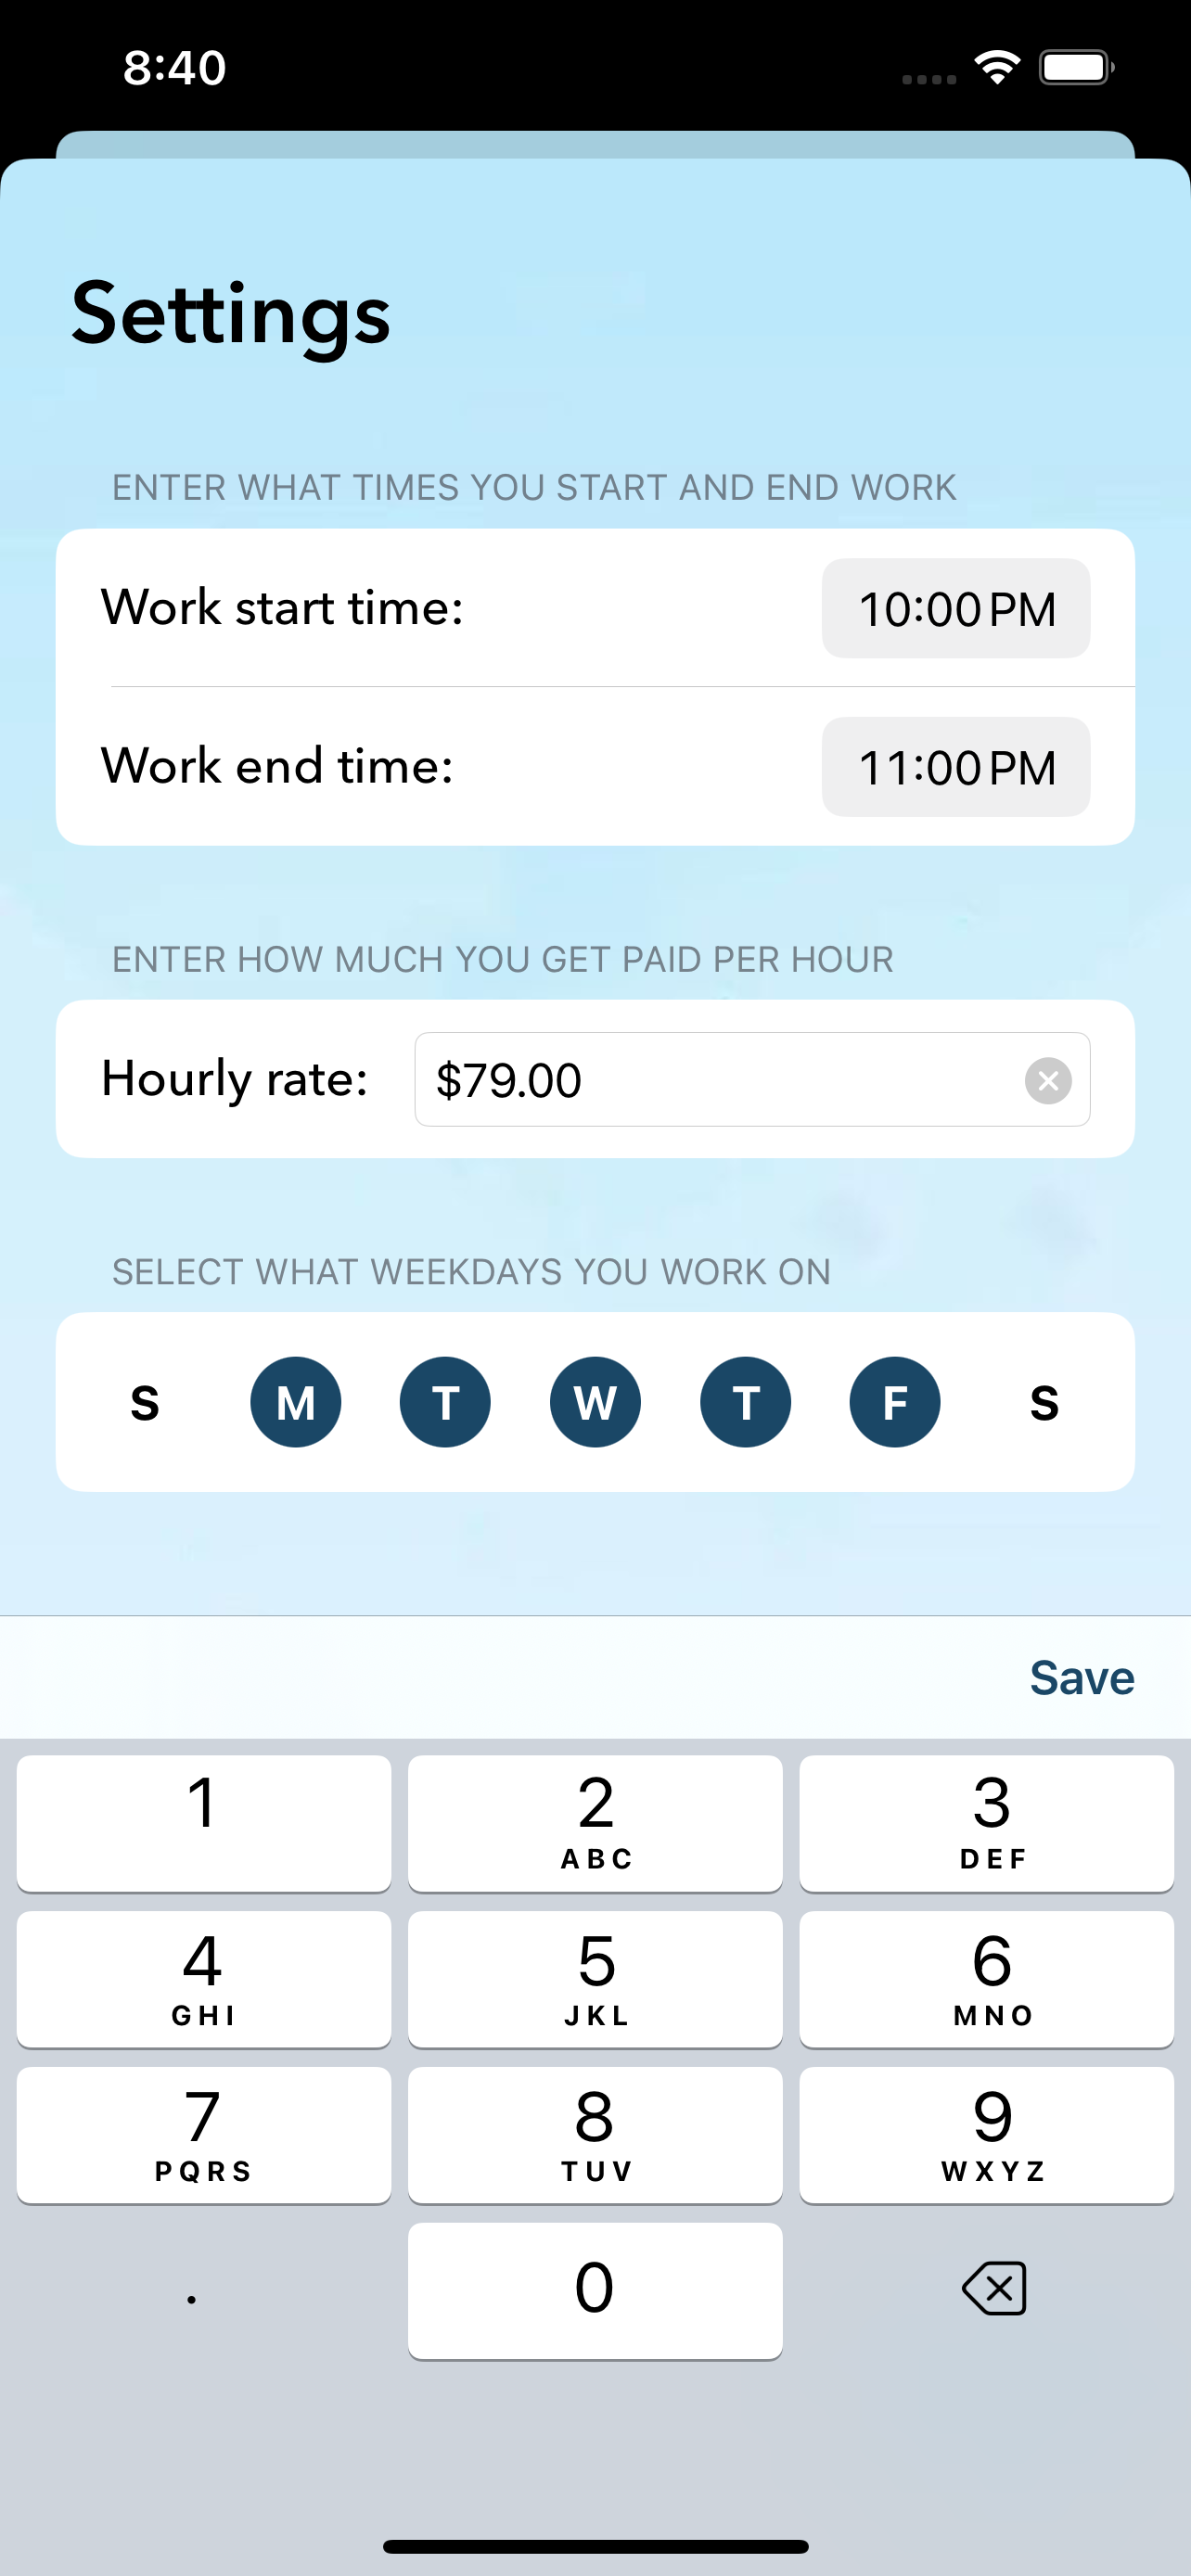 8:40
Settings
ENTER WHAT TIMES YOU START AND END WORK
Work start time: 10:00 PM
Work end time: 11:00 PM
ENTER HOW MUCH YOU GET PAID PER HOUR
Hourly rate: $79.00
SELECT WHAT WEEKDAYS YOU WORK ON
S M T W T F S
Save
1 2 3
ABC DEF
4 5 6
GHI JKL MNO
7 8 9
PQRS TUV WXYZ
. 0